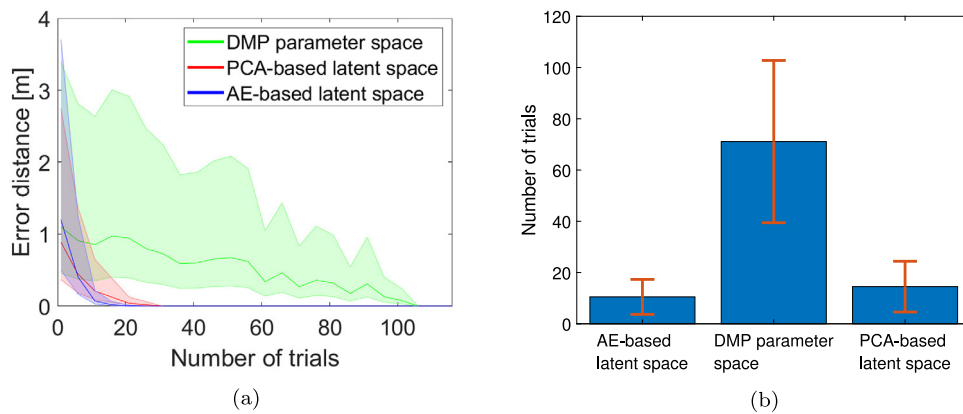 4
3
2
1
0
Error distance [m]
DMP parameter space
PCA-based latent space
AE-based latent space
0 20 40 60 80 100
Number of trials
(a)
120
100
80
60
40
20
0
Number of trials
AE-based
latent space
DMP parameter
space
PCA-based
latent space
(b)